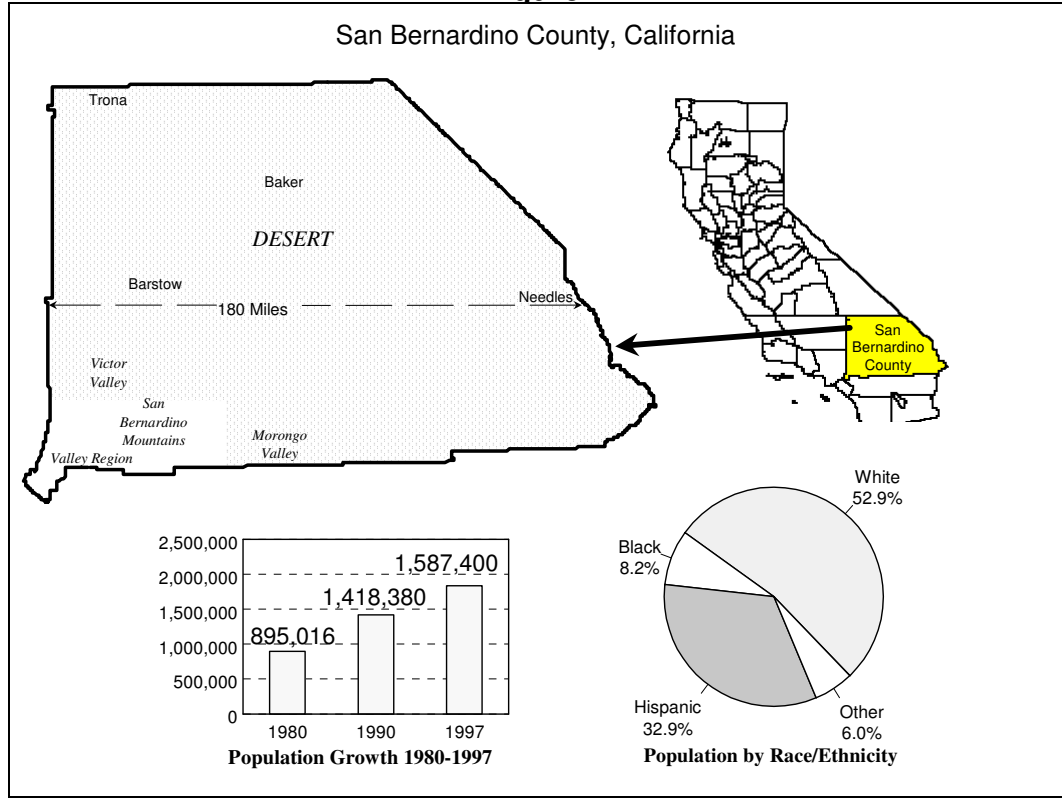 San Bernardino County, California
Trona
Baker
DESERT
Barstow
Needles
180 Miles
Victor
Valley
San
Bernardino
Mountains
Morongo
Valley
Valley Region
San
Bernardino
County
2,500,000
2,000,000
1,500,000
1,000,000
500,000
0
895,016
1,418,380
1,587,400
1980
1990
1997
Population Growth 1980-1997
White
52.9%
Black
8.2%
Hispanic
32.9%
Other
6.0%
Population by Race/Ethnicity